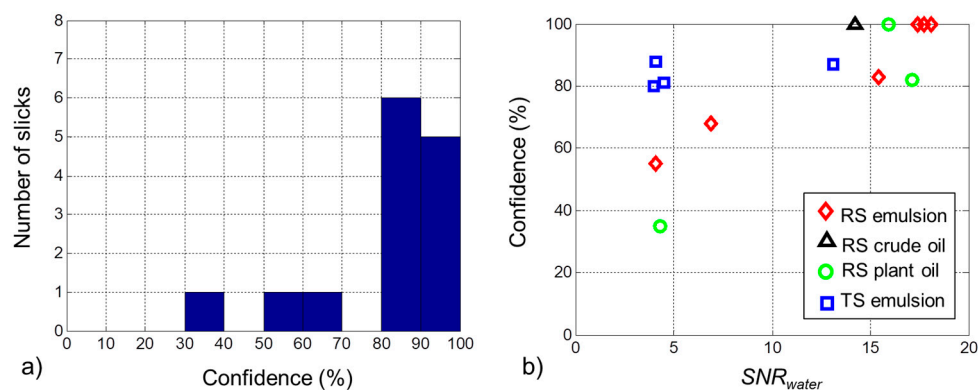 8
7
6
5
4
3
2
1
0
Number of slicks
0 10 20 30 40 50 60 70 80 90 100
Confidence (%)
a)
100
80
60
40
20
100
Confidence (%)
0 5 10 15 20
SNRwater
b)
RS emulsion
RS crude oil
RS plant oil
TS emulsion